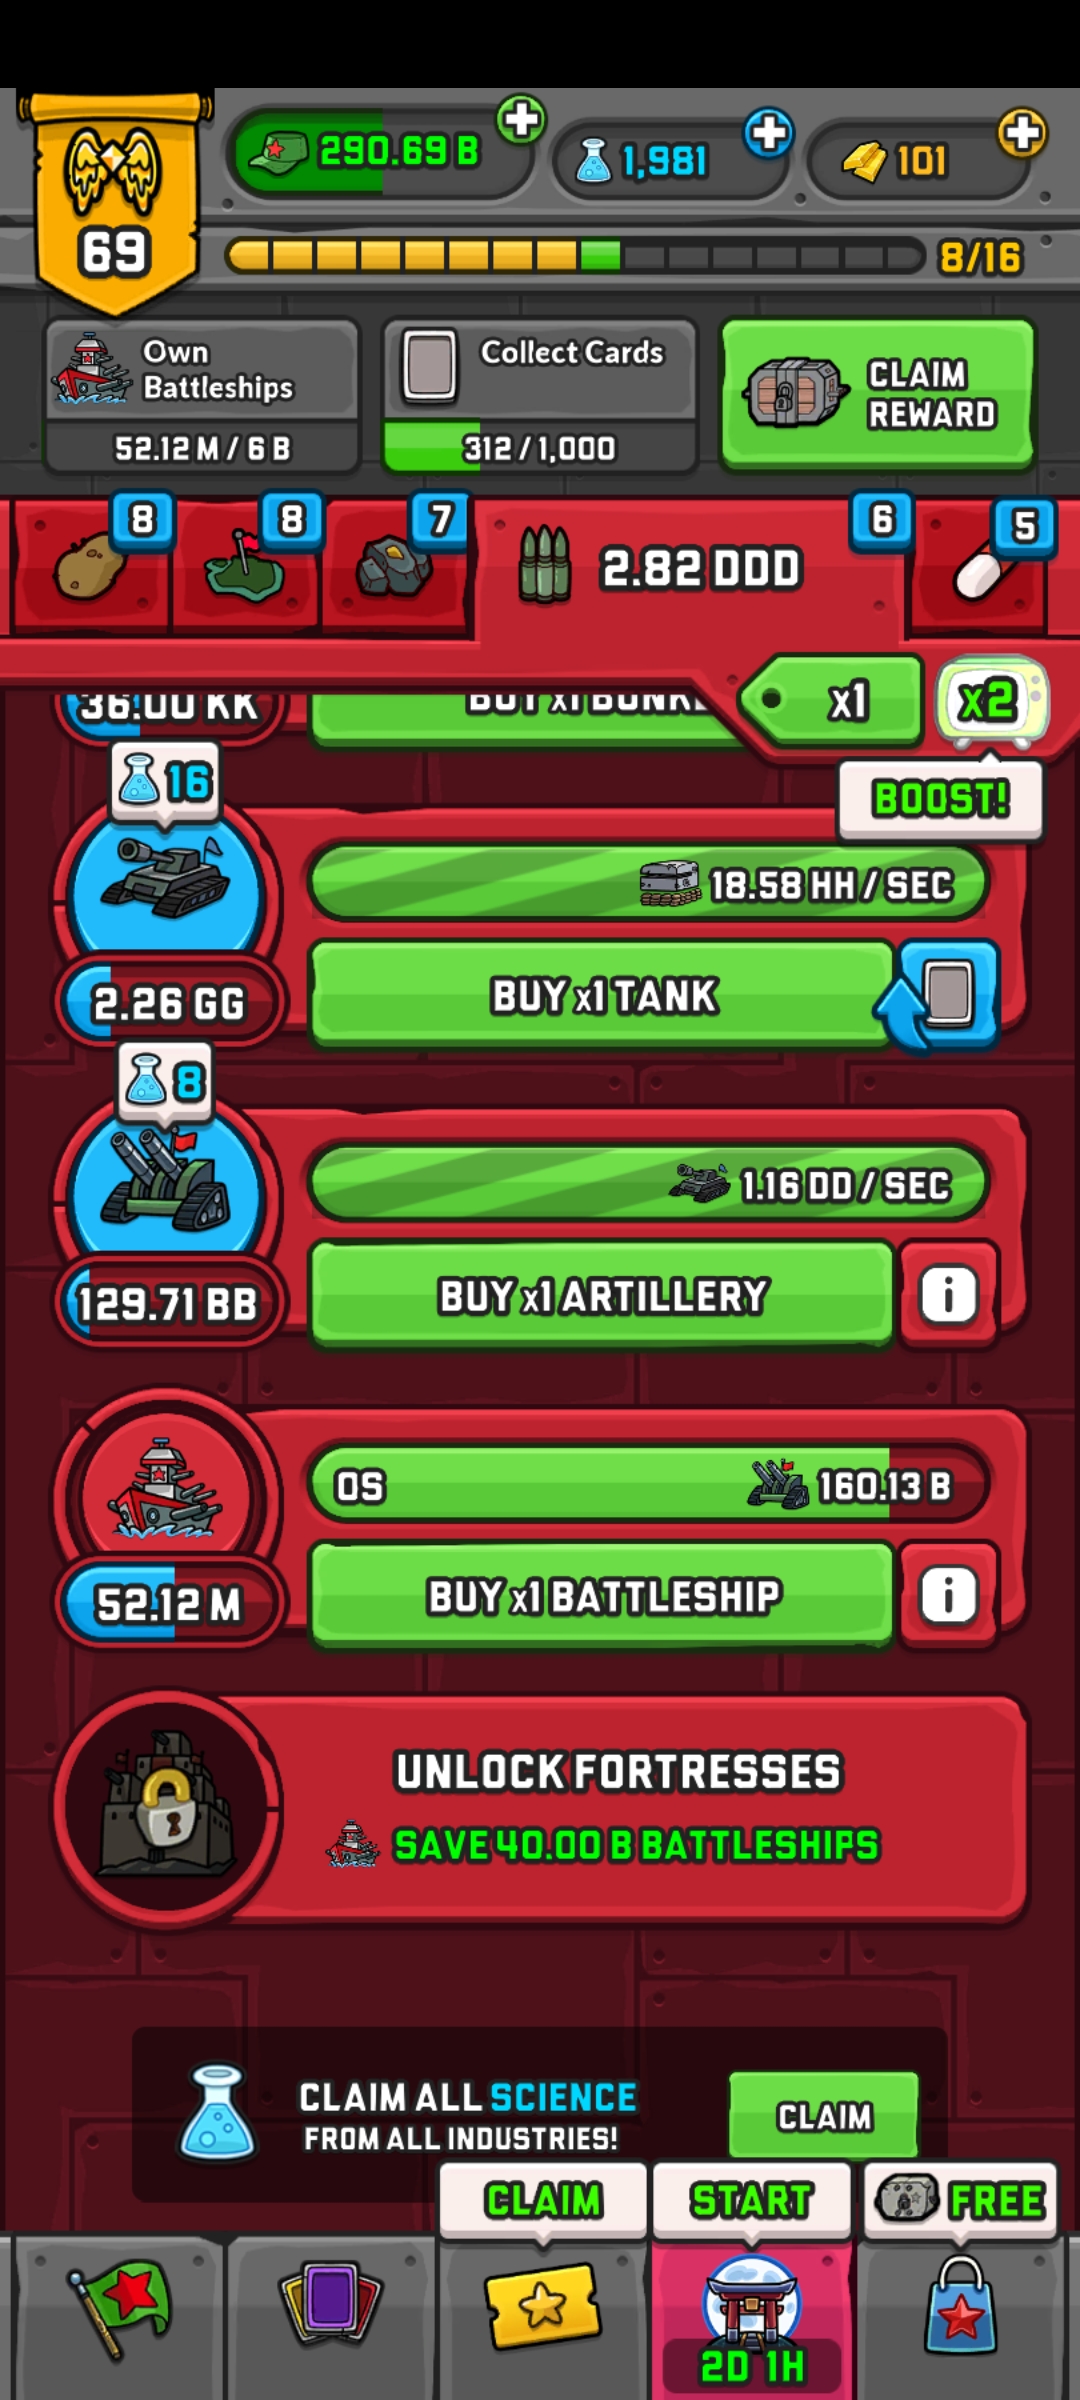 290.69 B
1,981
101
69
8/16
Own
Battleships
52.12 M / 6 B
Collect Cards
312 / 1,000
CLAIM
REWARD
8
8
7
2.82 DDD
6
5
36.00 KK
BUY x1 BUNK
x1
x2
BOOST!
16
18.58 HH / SEC
2.26 GG
BUY x1 TANK
8
1.16 DD / SEC
129.71 BB
BUY x1 ARTILLERY
i
0S
160.13 B
52.12 M
BUY x1 BATTLESHIP
i
UNLOCK FORTRESSES
SAVE 40.00 B BATTLESHIPS
CLAIM ALL SCIENCE
FROM ALL INDUSTRIES!
CLAIM
CLAIM
START
FREE
2D 1H